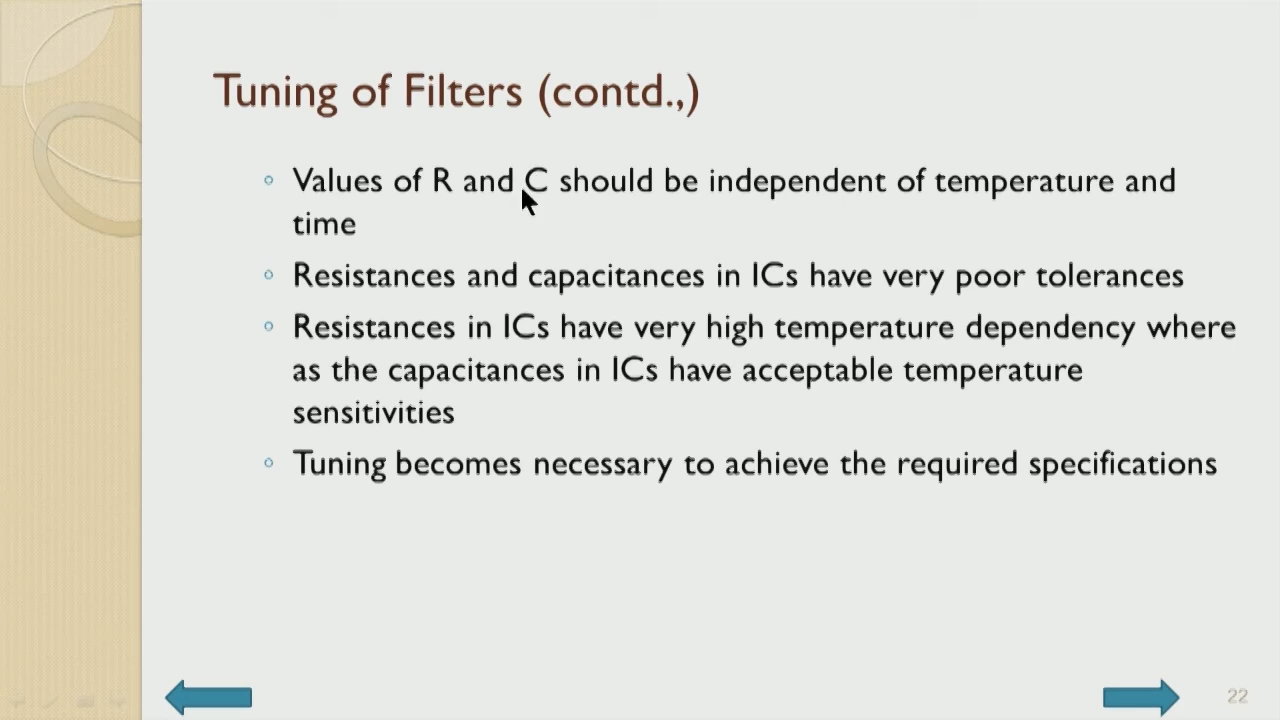 Tuning of Filters (contd.,)
Values of R and C should be independent of temperature and
time
Resistances and capacitances in ICs have very poor tolerances
Resistances in ICs have very high temperature dependency where
as the capacitances in ICs have acceptable temperature
sensitivities
Tuning becomes necessary to achieve the required specifications
22